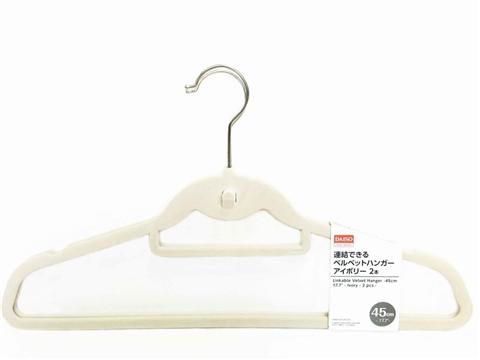 DAISO
連結できる
ベルベットハンガー
アイボリー 2本
Linkable Velvet Hanger -45cm
17.7" - Ivory - 2 pcs -
45cm
17.7"